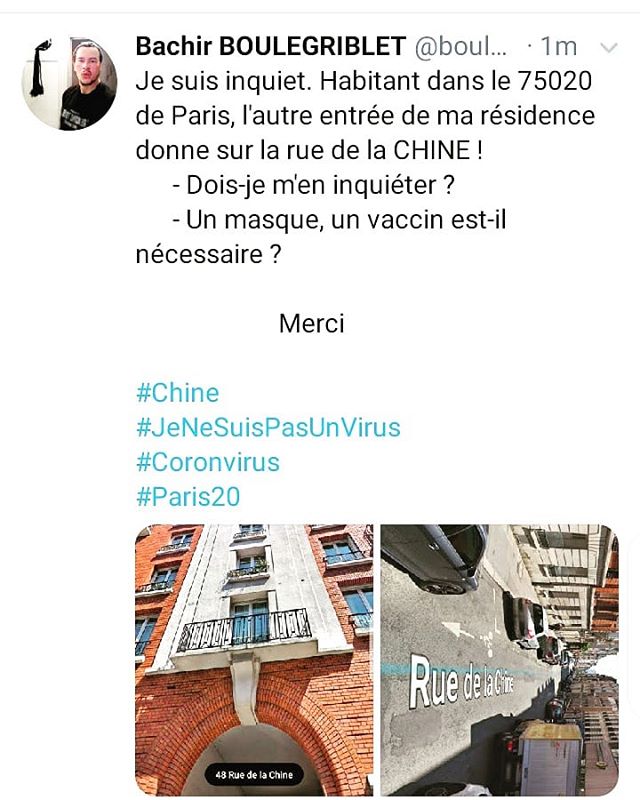 Bachir BOULEGRIBLET @boul... · 1m
Je suis inquiet. Habitant dans le 75020
de Paris, l'autre entrée de ma résidence
donne sur la rue de la CHINE !
- Dois-je m'en inquiéter ?
- Un masque, un vaccin est-il
nécessaire ?
Merci
#Chine
#JeNeSuisPasUnVirus
#Coronvirus
#Paris20
48 Rue de la Chine
Rue de la Chine